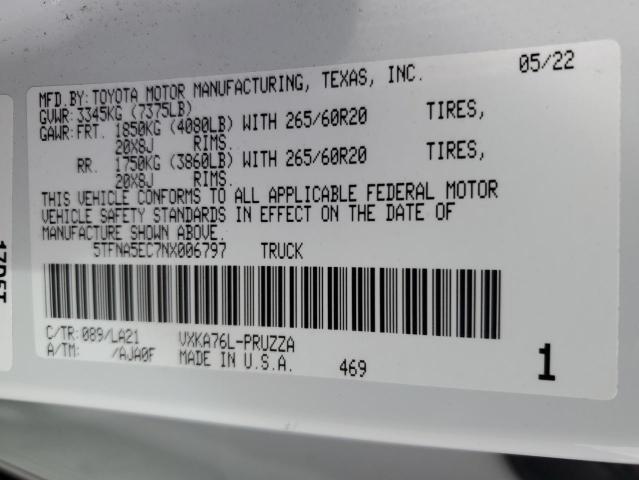 05/22
MFD.BY:TOYOTA MOTOR MANUFACTURING, TEXAS, INC.
GVWR:3345KG (7375LB)
GAWR:FRT. 1850KG (4080LB) WITH 265/60R20 TIRES,
20X8J RIMS.
RR. 1750KG (3860LB) WITH 265/60R20 TIRES,
20X8J RIMS.
THIS VEHICLE CONFORMS TO ALL APPLICABLE FEDERAL MOTOR
VEHICLE SAFETY STANDARDS IN EFFECT ON THE DATE OF
MANUFACTURE SHOWN ABOVE.
5TFNA5EC7NX006797 TRUCK
C/TR:089/LA21 VXKA76L-PRUZZA
A/TM: /AJA0F MADE IN U.S.A. 469
1